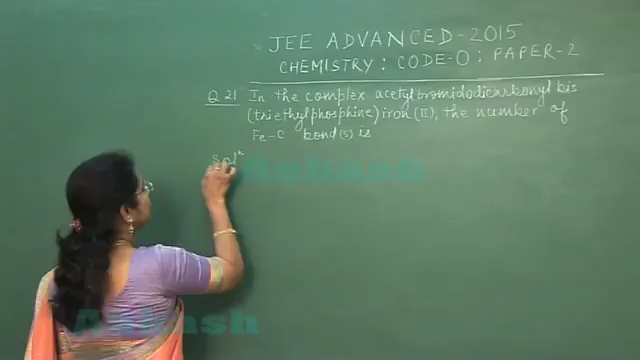 JEE ADVANCED-2015
CHEMISTRY: CODE-0: PAPER-2
Q.21 In the complex acetylbromidodicarbonyl bis
(triethylphosphine) iron (II), the number of
Fe-C bond(s) is
Solⁿ
Aakash
Aakash